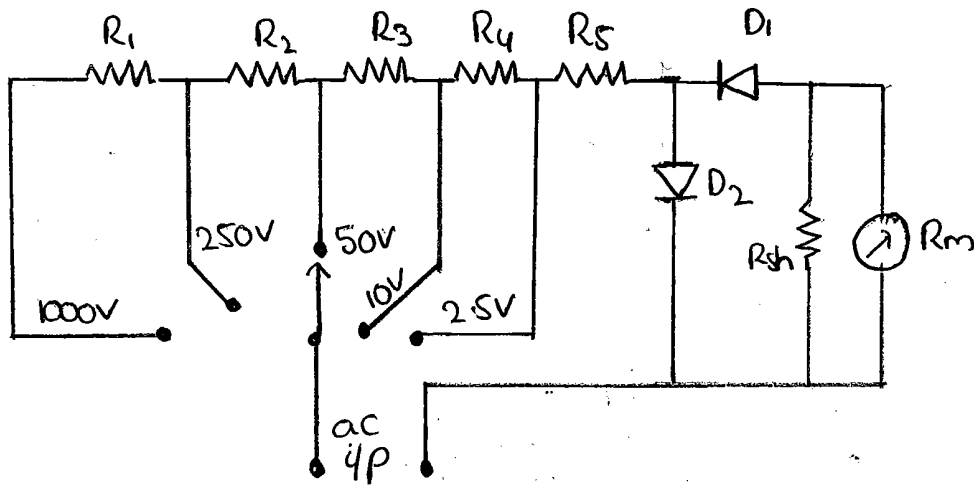 R1 R2 R3 R4 R5 D1
D2
250V 50V
Rsh Rm
1000V 10V 2.5V
ac
i/p